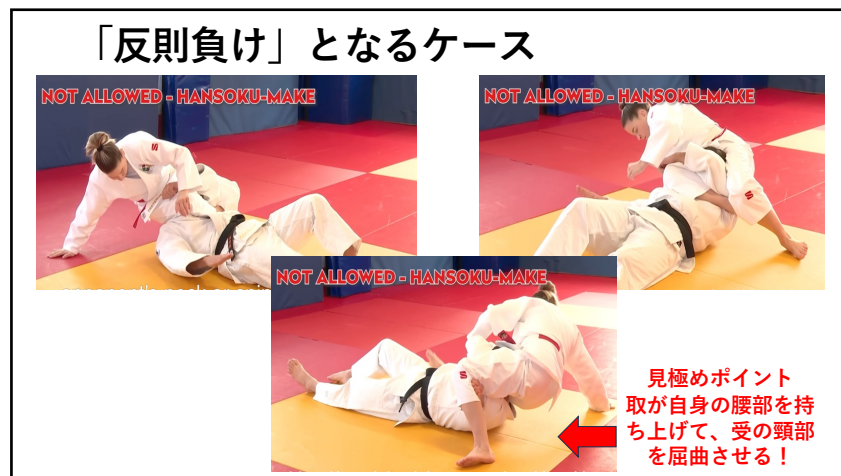 「反則負け」となるケース
NOT ALLOWED - HANSOKU-MAKE
NOT ALLOWED - HANSOKU-MAKE
NOT ALLOWED - HANSOKU-MAKE
見極めポイント
取が自身の腰部を持
ち上げて、受の頸部
を屈曲させる！